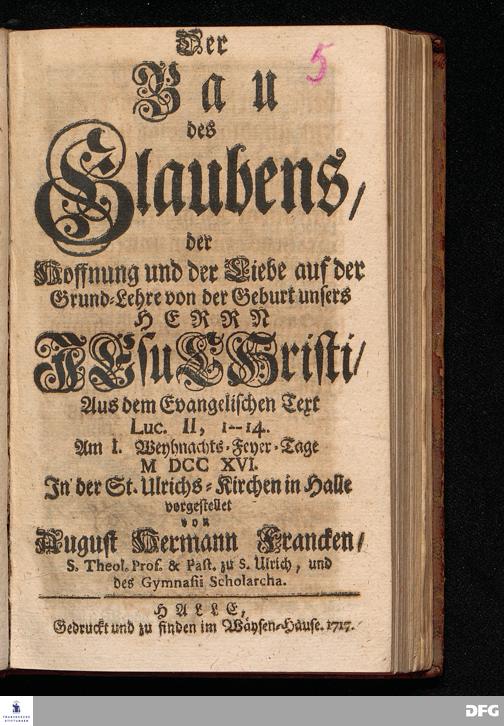 Der
5
Bau
des
Glaubens,
der
Hoffnung und der Liebe auf der
Grund-Lehre von der Geburt unsers
HERRN
JEsu CHristi/
Aus dem Evangelischen Text
Luc. II, 1–14.
Am 1. Weyhnachts-Feyer-Tage
M DCC XVI.
In der St. Ulrichs-Kirchen in Halle
vorgestellet
von
August Hermann Francken/
S. Theol. Prof. & Past. zu S. Ulrich, und
des Gymnasii Scholarcha.
HALLE,
Gedruckt und zu finden im Wäysen-Hause. 1717.
FRANCKESCHE
STIFTUNGEN
DFG